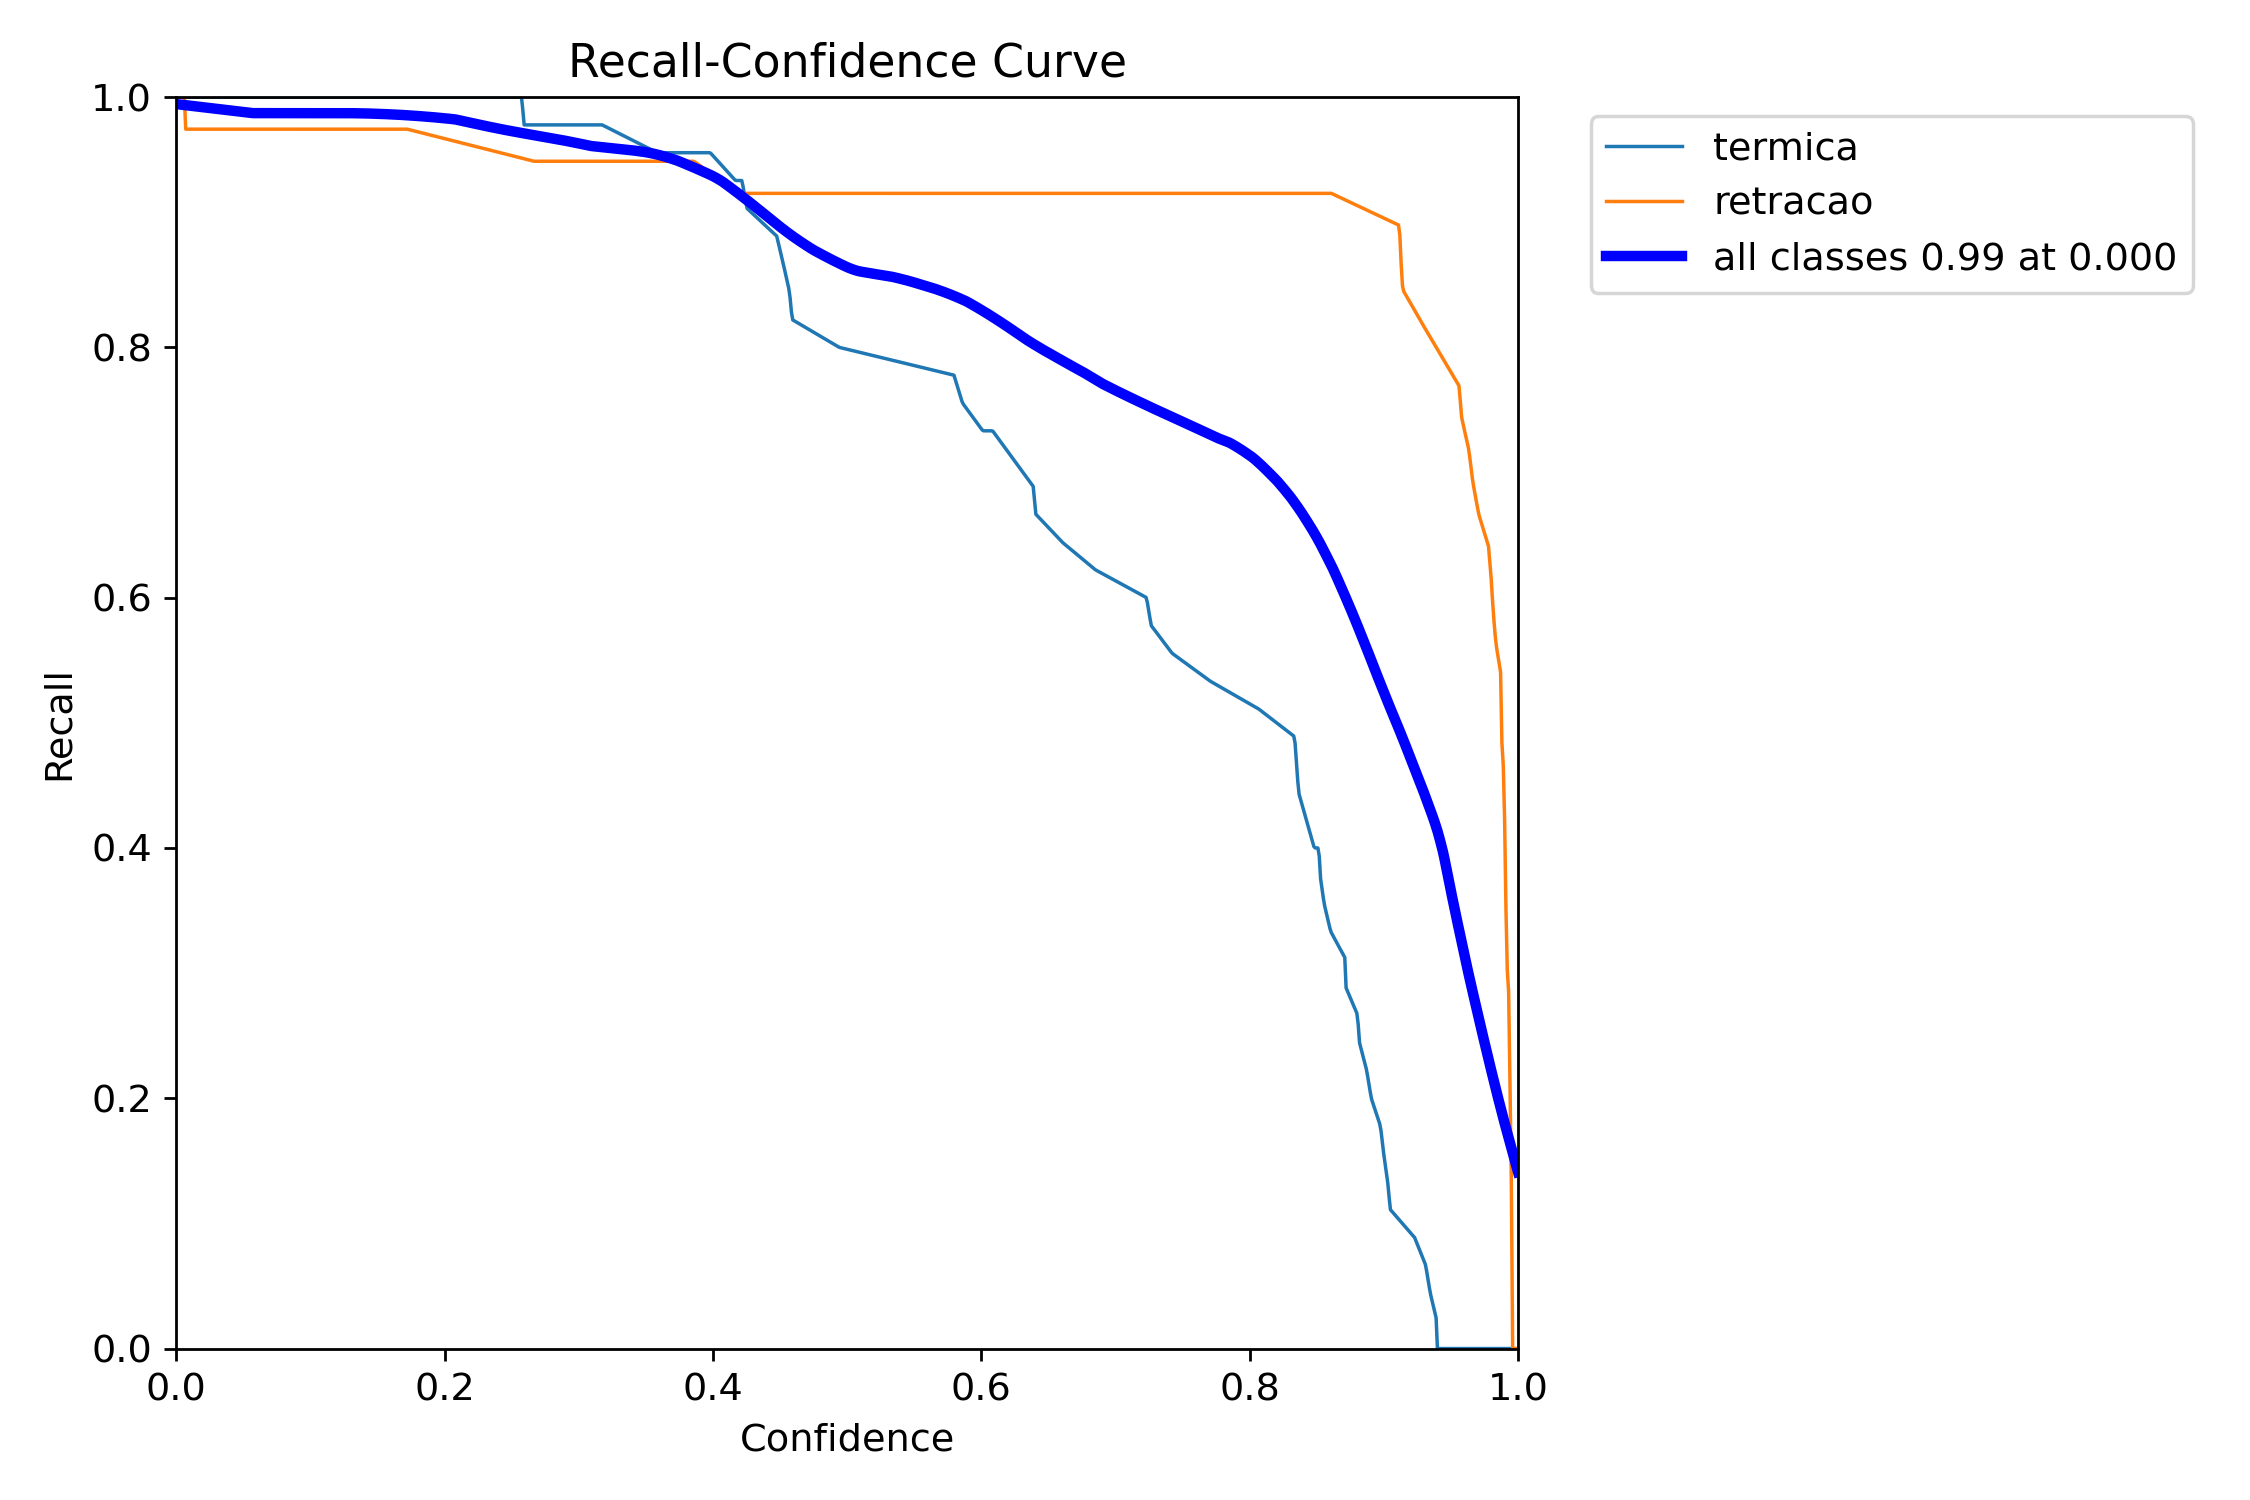 Recall-Confidence Curve
1.0
0.8
0.6
0.4
0.2
0.0
Recall
0.0 0.2 0.4 0.6 0.8 1.0
Confidence
termica
retracao
all classes 0.99 at 0.000